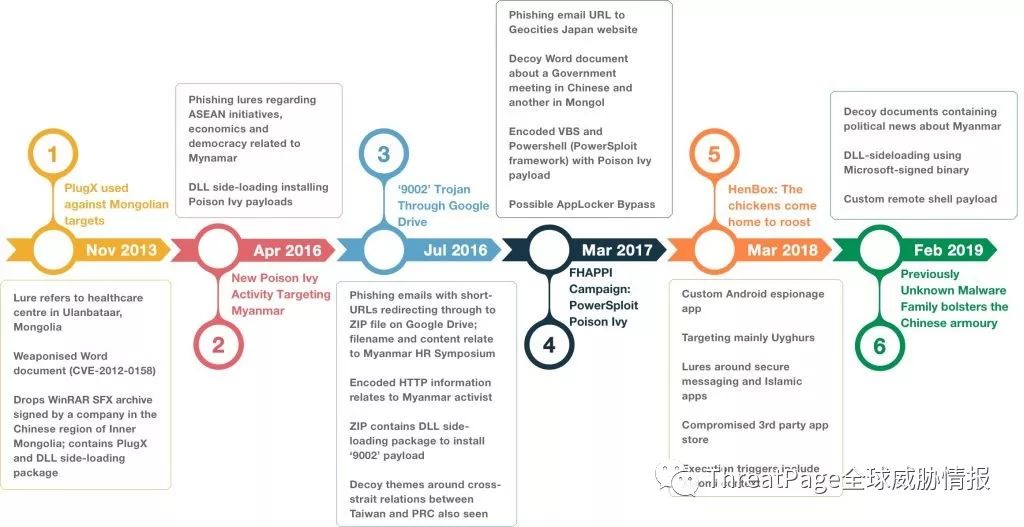 1
PlugX used
against Mongolian
targets
Nov 2013
Lure refers to healthcare
centre in Ulanbataar,
Mongolia
Weaponised Word
document (CVE-2012-0158)
Drops WinRAR SFX archive
signed by a company in the
Chinese region of Inner
Mongolia; contains PlugX
and DLL side-loading
package
Phishing lures regarding
ASEAN initiatives,
economics and
democracy related to
Mynamar
DLL side-loading installing
Poison Ivy payloads
Apr 2016
New Poison Ivy
Activity Targeting
Myanmar
2
3
‘9002’ Trojan
Through Google
Drive
Jul 2016
Phishing emails with short-
URLs redirecting through to
ZIP file on Google Drive;
filename and content relate
to Myanmar HR Symposium
Encoded HTTP information
relates to Myanmar activist
ZIP contains DLL side-
loading package to install
‘9002’ payload
Decoy themes around cross-
strait relations between
Taiwan and PRC also seen
Phishing email URL to
Geocities Japan website
Decoy Word document
about a Government
meeting in Chinese and
another in Mongol
Encoded VBS and
Powershell (PowerSploit
framework) with Poison Ivy
payload
Possible AppLocker Bypass
Mar 2017
FHAPPI
Campaign:
PowerSploit
Poison Ivy
4
5
HenBox: The
chickens come
home to roost
Mar 2018
Custom Android espionage
app
Targeting mainly Uyghurs
Lures around secure
messaging and Islamic
apps
Compromised 3rd party app
store
Execution triggers include
Decoy documents containing
political news about Myanmar
DLL-sideloading using
Microsoft-signed binary
Custom remote shell payload
Feb 2019
Previously
Unknown Malware
Family bolsters the
Chinese armoury
6
ThreatPage全球威胁情报